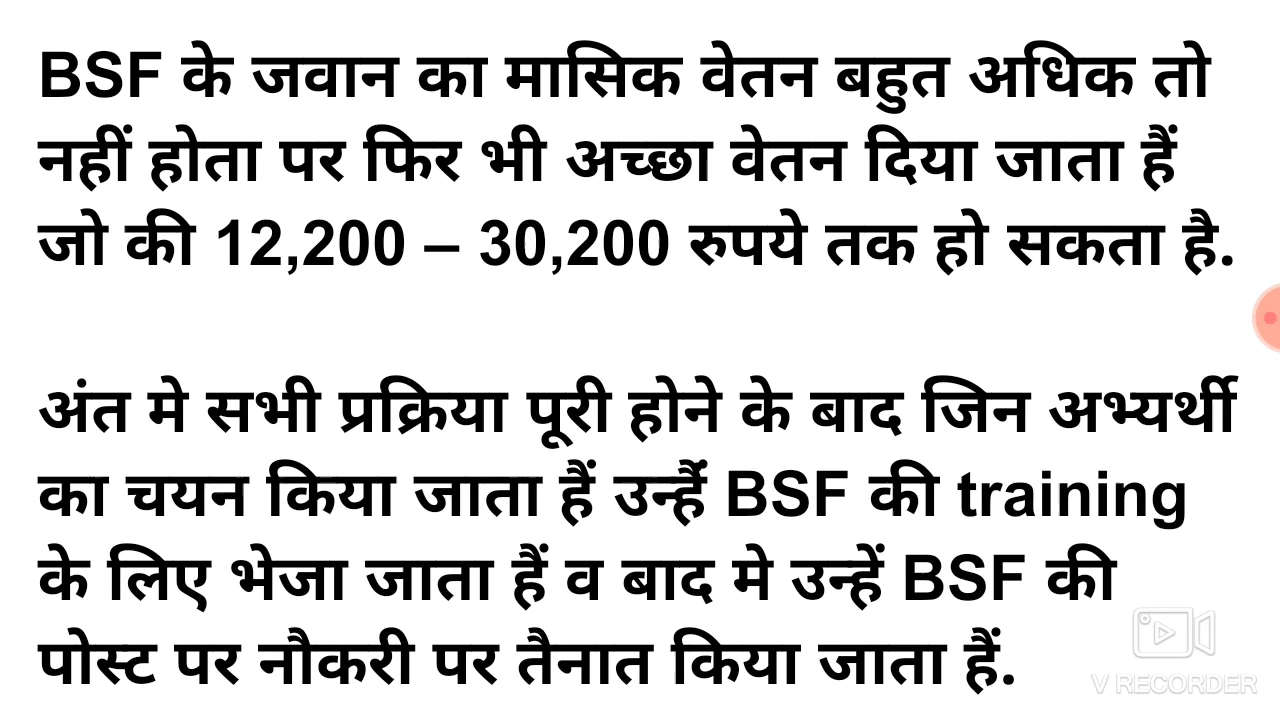 BSF के जवान का मासिक वेतन बहुत अधिक तो
नहीं होता पर फिर भी अच्छा वेतन दिया जाता हैं
जो की 12,200 – 30,200 रुपये तक हो सकता है.
अंत मे सभी प्रक्रिया पूरी होने के बाद जिन अभ्यर्थी
का चयन किया जाता हैं उन्हैं BSF की training
के लिए भेजा जाता हैं व बाद मे उन्हें BSF की
पोस्ट पर नौकरी पर तैनात किया जाता हैं.
V RECORDER